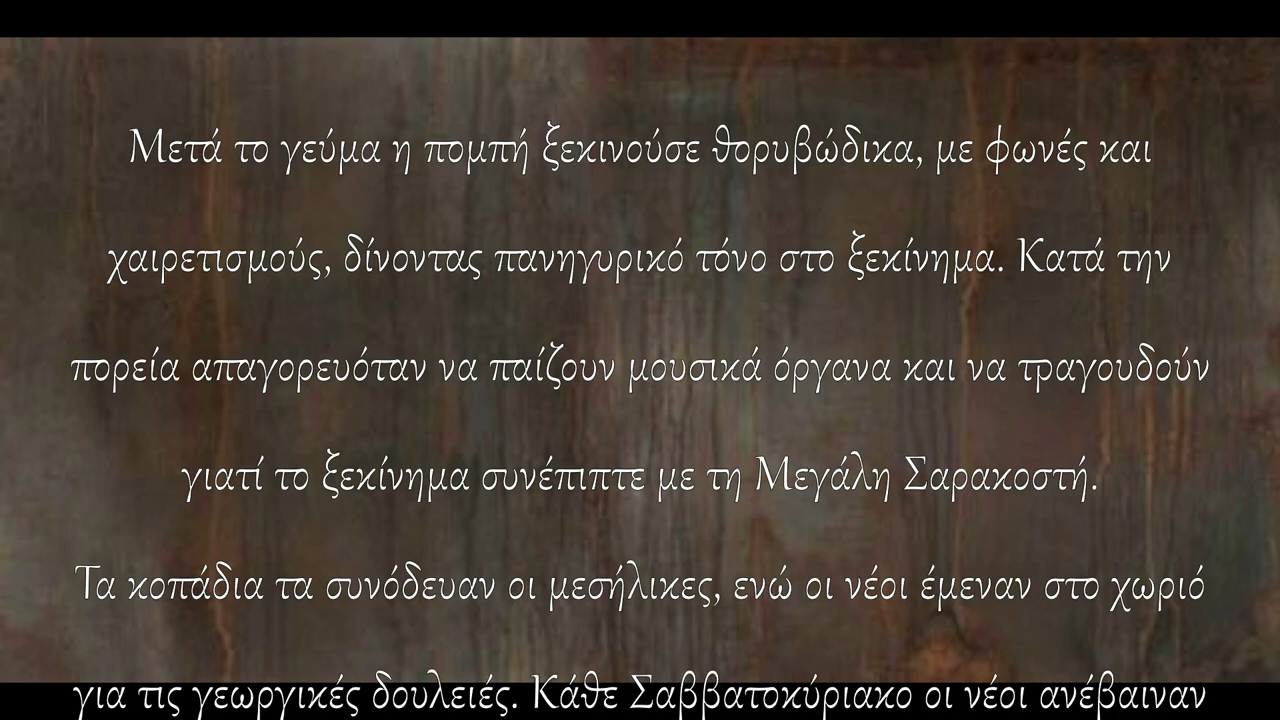 Μετά το γεύμα η πομπή ξεκινούσε θορυβώδικα, με φωνές και
χαιρετισμούς, δίνοντας πανηγυρικό τόνο στο ξεκίνημα. Κατά την
πορεία απαγορευόταν να παίζουν μουσικά όργανα και να τραγουδούν
γιατί το ξεκίνημα συνέπιπτε με τη Μεγάλη Σαρακοστή.
Τα κοπάδια τα συνόδευαν οι μεσήλικες, ενώ οι νέοι έμεναν στο χωριό
για τις γεωργικές δουλειές. Κάθε Σαββατοκύριακο οι νέοι ανέβαιναν